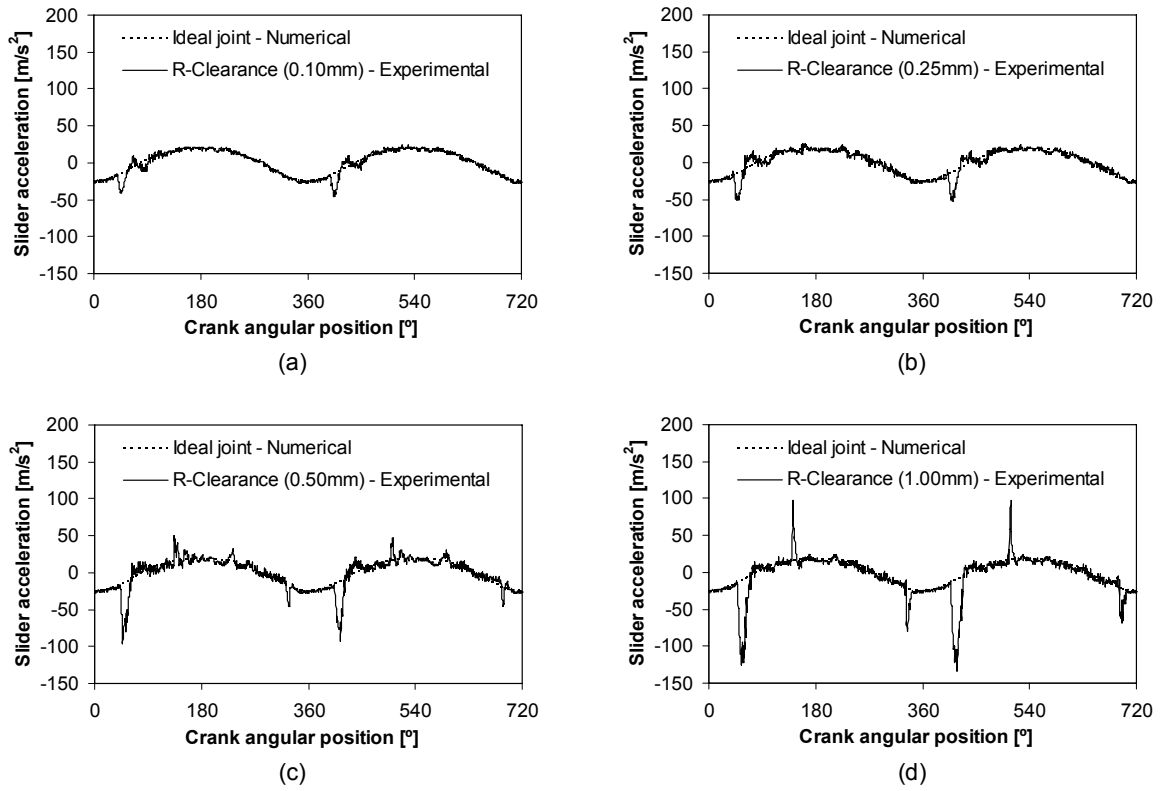 200
150
100
50
0
-50
-100
-150
Slider acceleration [m/s²]
Ideal joint - Numerical
R-Clearance (0.10mm) - Experimental
0 180 360 540 720
Crank angular position [º]
(a)
200
150
100
50
0
-50
-100
-150
Slider acceleration [m/s²]
Ideal joint - Numerical
R-Clearance (0.25mm) - Experimental
0 180 360 540 720
Crank angular position [º]
(b)
200
150
100
50
0
-50
-100
-150
Slider acceleration [m/s²]
Ideal joint - Numerical
R-Clearance (0.50mm) - Experimental
0 180 360 540 720
Crank angular position [º]
(c)
200
150
100
50
0
-50
-100
-150
Slider acceleration [m/s²]
Ideal joint - Numerical
R-Clearance (1.00mm) - Experimental
0 180 360 540 720
Crank angular position [º]
(d)